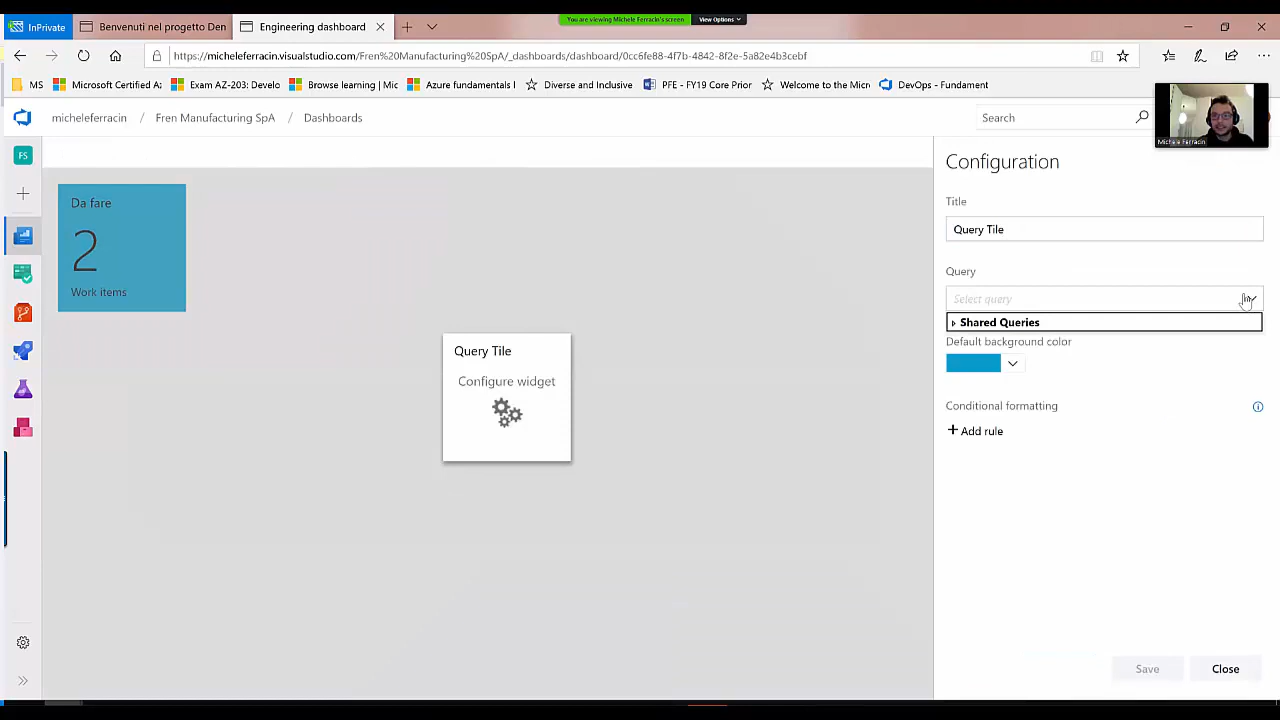 You are viewing Michele Ferracin's screen
View Options
InPrivate
Benvenuti nel progetto Den
Engineering dashboard
https://micheleferracin.visualstudio.com/Fren%20Manufacturing%20SpA/_dashboards/dashboard/0cc6fe88-4f7b-4842-8f2e-5a82e4b3cebf
MS
Microsoft Certified Az
Exam AZ-203: Develo
Browse learning | Mic
Azure fundamentals l
Diverse and Inclusive
PFE - FY19 Core Prior
Welcome to the Micr
DevOps - Fundament
micheleferracin / Fren Manufacturing SpA / Dashboards
Search
Michele Ferracin
FS
Configuration
Title
Query Tile
Query
Select query
Shared Queries
Default background color
Conditional formatting
+ Add rule
Save
Close
Da fare
2
Work items
Query Tile
Configure widget